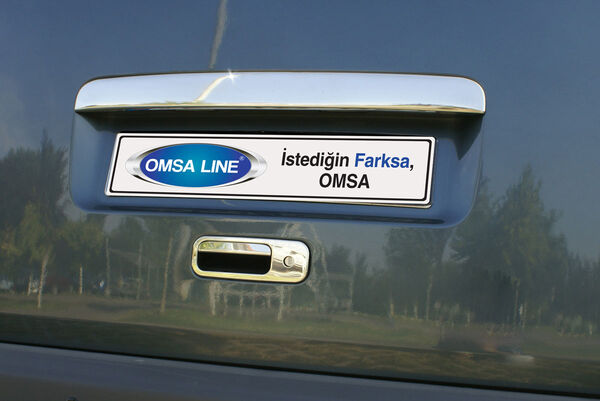 OMSA LINE®
İstediğin Farksa,
OMSA